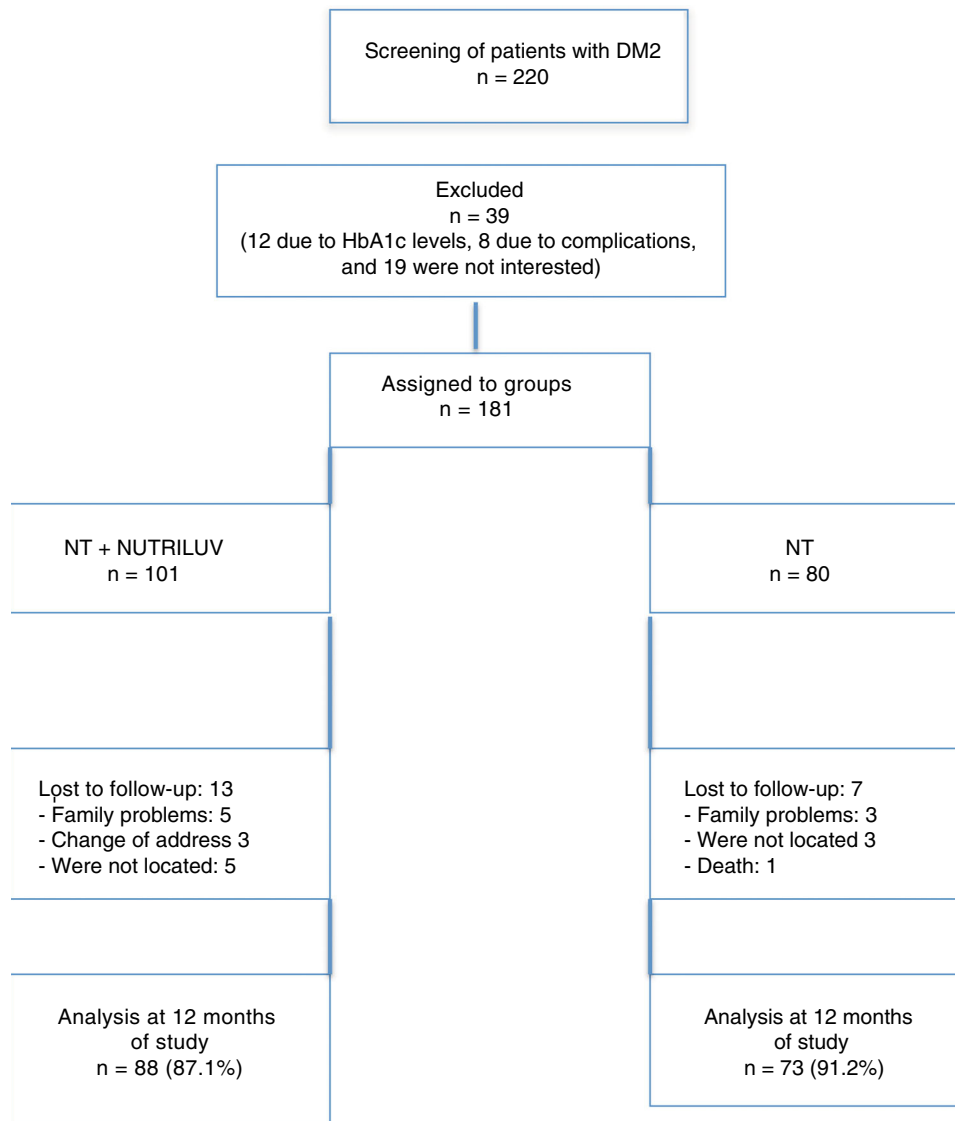 Screening of patients with DM2
n = 220
Excluded
n = 39
(12 due to HbA1c levels, 8 due to complications,
and 19 were not interested)
Assigned to groups
n = 181
NT + NUTRILUV
n = 101
NT
n = 80
Lost to follow-up: 13
- Family problems: 5
- Change of address 3
- Were not located: 5
Lost to follow-up: 7
- Family problems: 3
- Were not located 3
- Death: 1
Analysis at 12 months
of study
n = 88 (87.1%)
Analysis at 12 months
of study
n = 73 (91.2%)